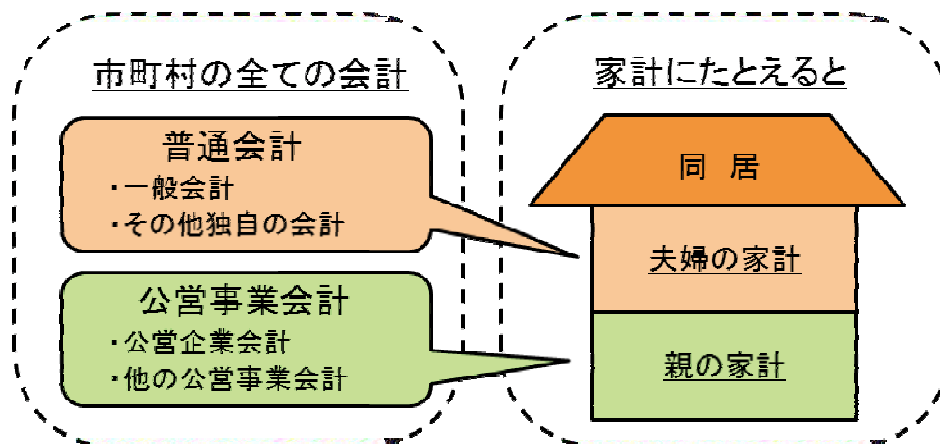 市町村の全ての会計
普通会計
・一般会計
・その他独自の会計
公営事業会計
・公営企業会計
・他の公営事業会計
家計にたとえると
同 居
夫婦の家計
親の家計